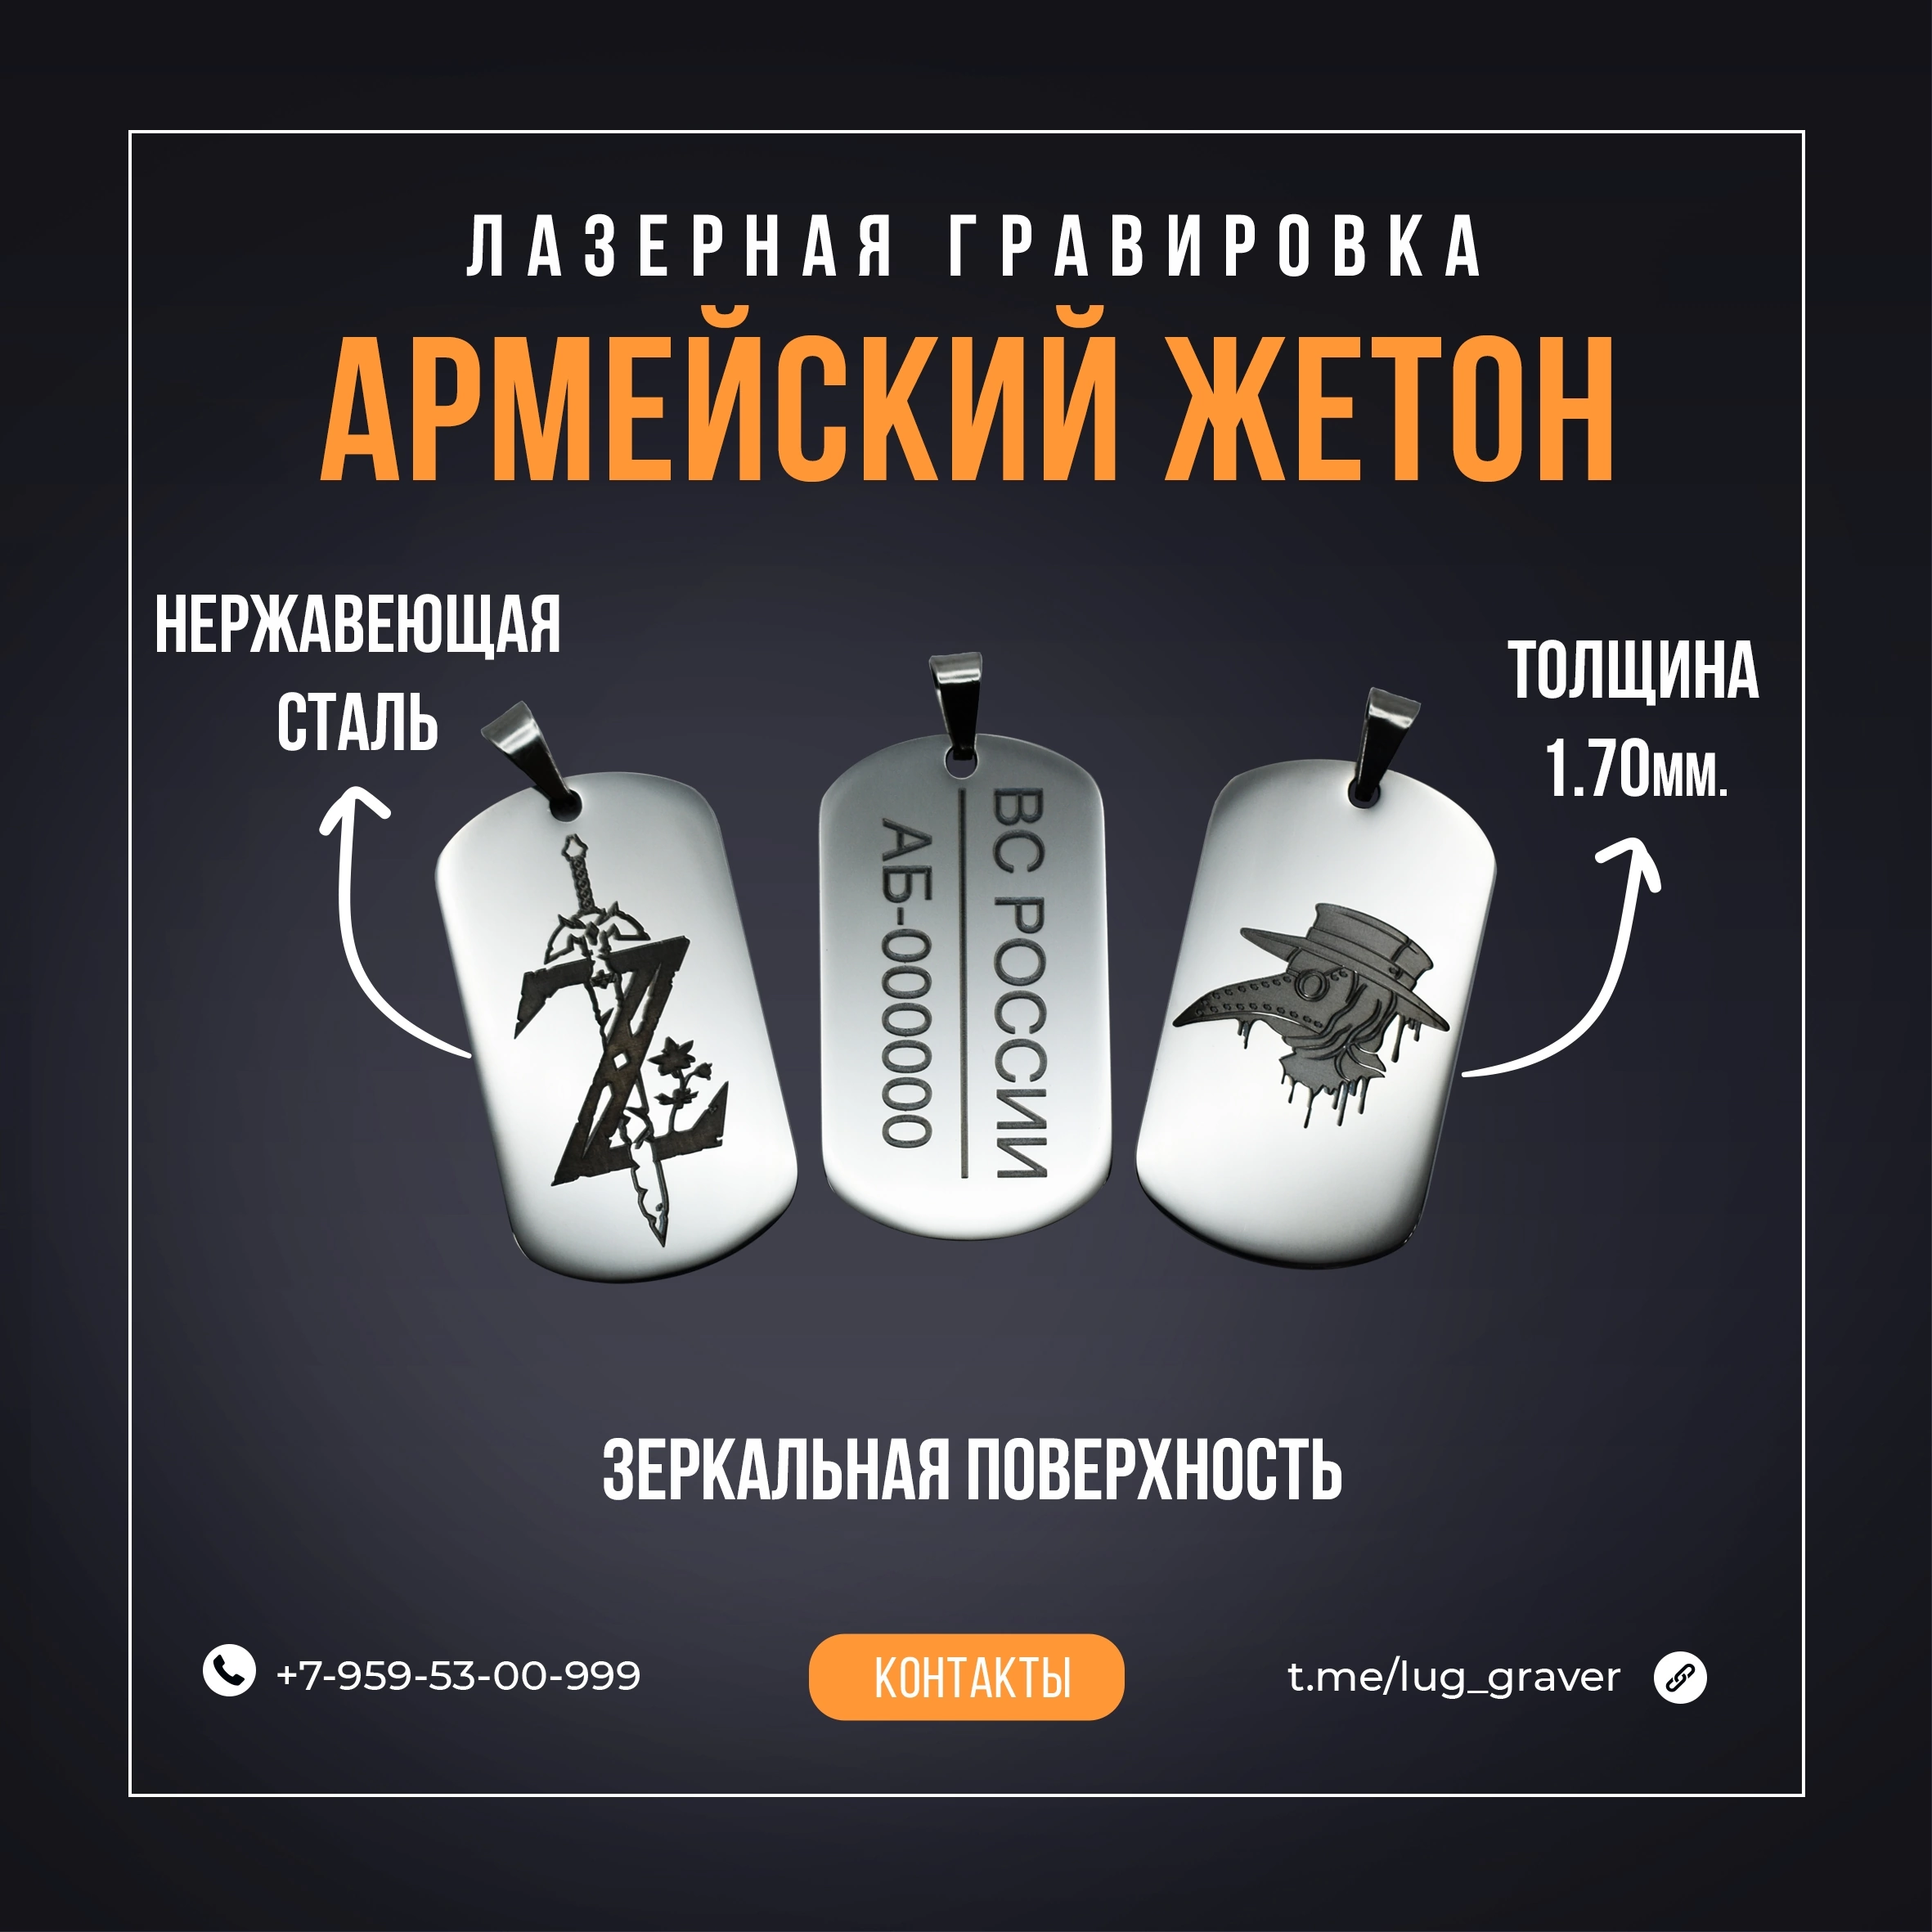 ЛАЗЕРНАЯ ГРАВИРОВКА
АРМЕЙСКИЙ ЖЕТОН
НЕРЖАВЕЮЩАЯ
СТАЛЬ
ТОЛЩИНА
1.70мм.
ВС РОССИИ
АБ-0000000
ЗЕРКАЛЬНАЯ ПОВЕРХНОСТЬ
+7-959-53-00-999
КОНТАКТЫ
t.me/lug_graver